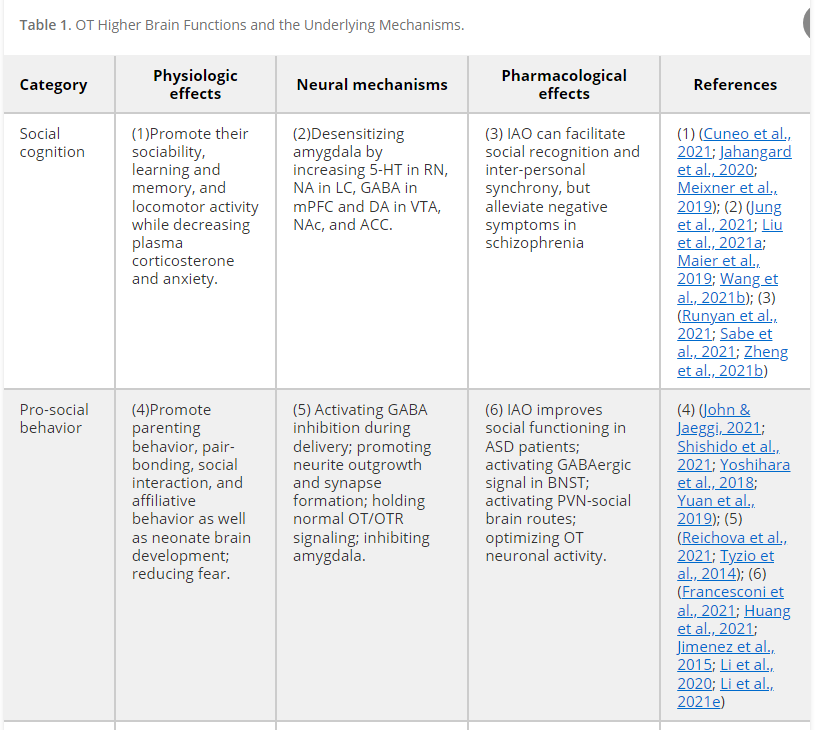 Table 1. OT Higher Brain Functions and the Underlying Mechanisms.
Category
Physiologic
effects
Neural mechanisms
Pharmacological
effects
References
Social
cognition
(1)Promote their
sociability,
learning and
memory, and
locomotor activity
while decreasing
plasma
corticosterone
and anxiety.
(2)Desensitizing
amygdala by
increasing 5-HT in RN,
NA in LC, GABA in
mPFC and DA in VTA,
NAc, and ACC.
(3) IAO can facilitate
social recognition and
inter-personal
synchrony, but
alleviate negative
symptoms in
schizophrenia
(1) (Cuneo et al.,
2021; Jahangard
et al., 2020;
Meixner et al.,
2019); (2) (Jung
et al., 2021; Liu
et al., 2021a;
Maier et al.,
2019; Wang et
al., 2021b); (3)
(Runyan et al.,
2021; Sabe et
al., 2021; Zheng
et al., 2021b)
Pro-social
behavior
(4)Promote
parenting
behavior, pair-
bonding, social
interaction, and
affiliative
behavior as well
as neonate brain
development;
reducing fear.
(5) Activating GABA
inhibition during
delivery; promoting
neurite outgrowth
and synapse
formation; holding
normal OT/OTR
signaling; inhibiting
amygdala.
(6) IAO improves
social functioning in
ASD patients;
activating GABAergic
signal in BNST;
activating PVN-social
brain routes;
optimizing OT
neuronal activity.
(4) (John &
Jaeggi, 2021;
Shishido et al.,
2021; Yoshihara
et al., 2018;
Yuan et al.,
2019); (5)
(Reichova et al.,
2021; Tyzio et
al., 2014); (6)
(Francesconi et
al., 2021; Huang
et al., 2021;
Jimenez et al.,
2015; Li et al.,
2020; Li et al.,
2021e)